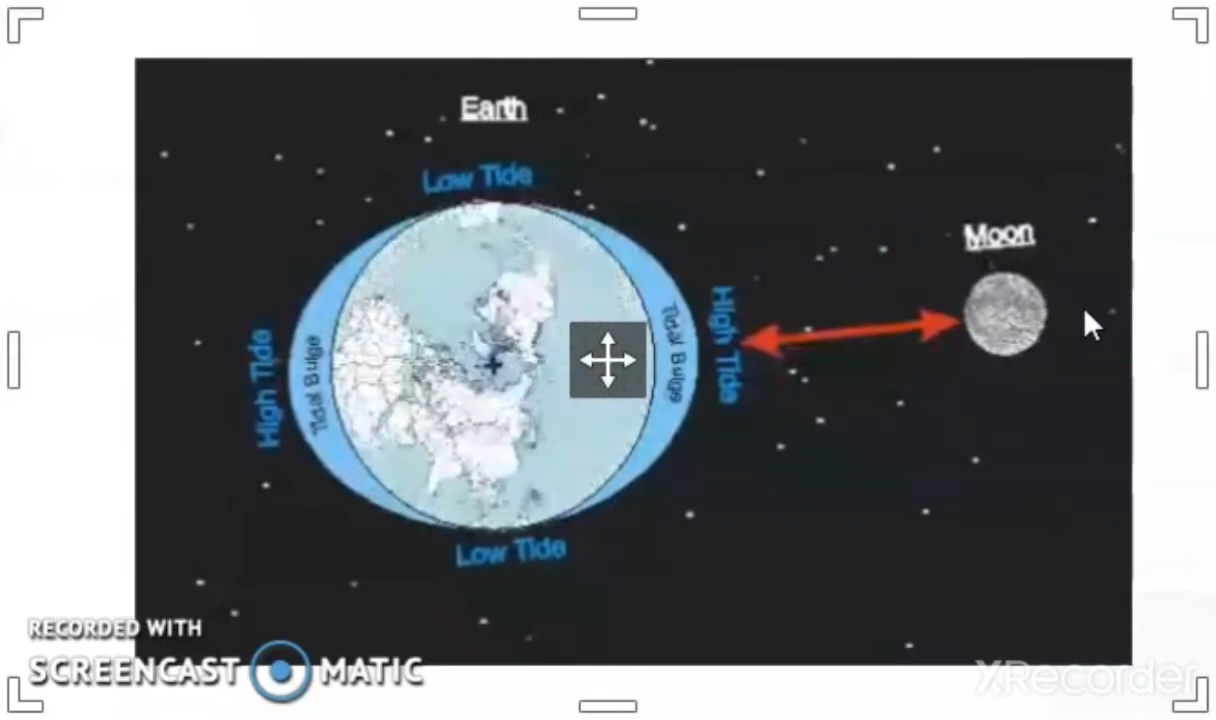 Earth
Low Tide
Moon
High Tide
Tidal Bulge
Tidal Bulge
High Tide
Low Tide
RECORDED WITH
SCREENCAST MATIC
XRecorder